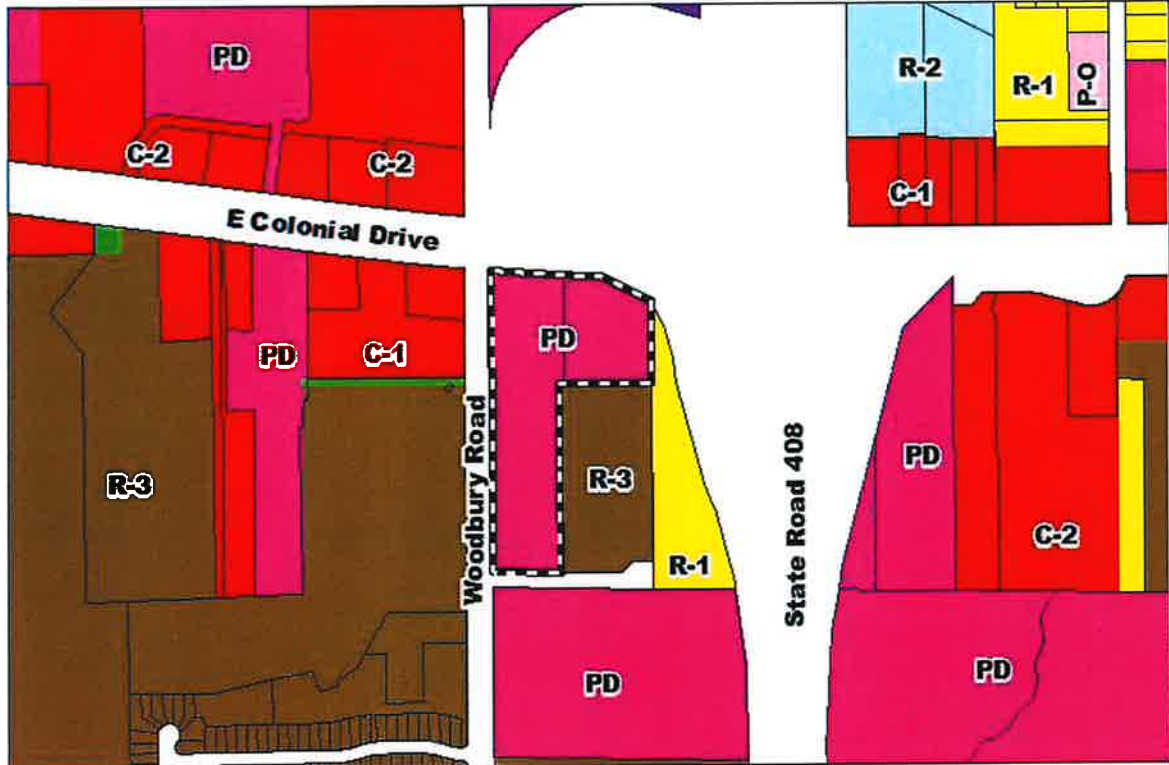 PD
R-2
R-1
P-O
C-2
C-2
C-1
E Colonial Drive
PD
PD
C-1
Woodbury Road
R-3
R-3
R-1
State Road 408
PD
C-2
PD
PD